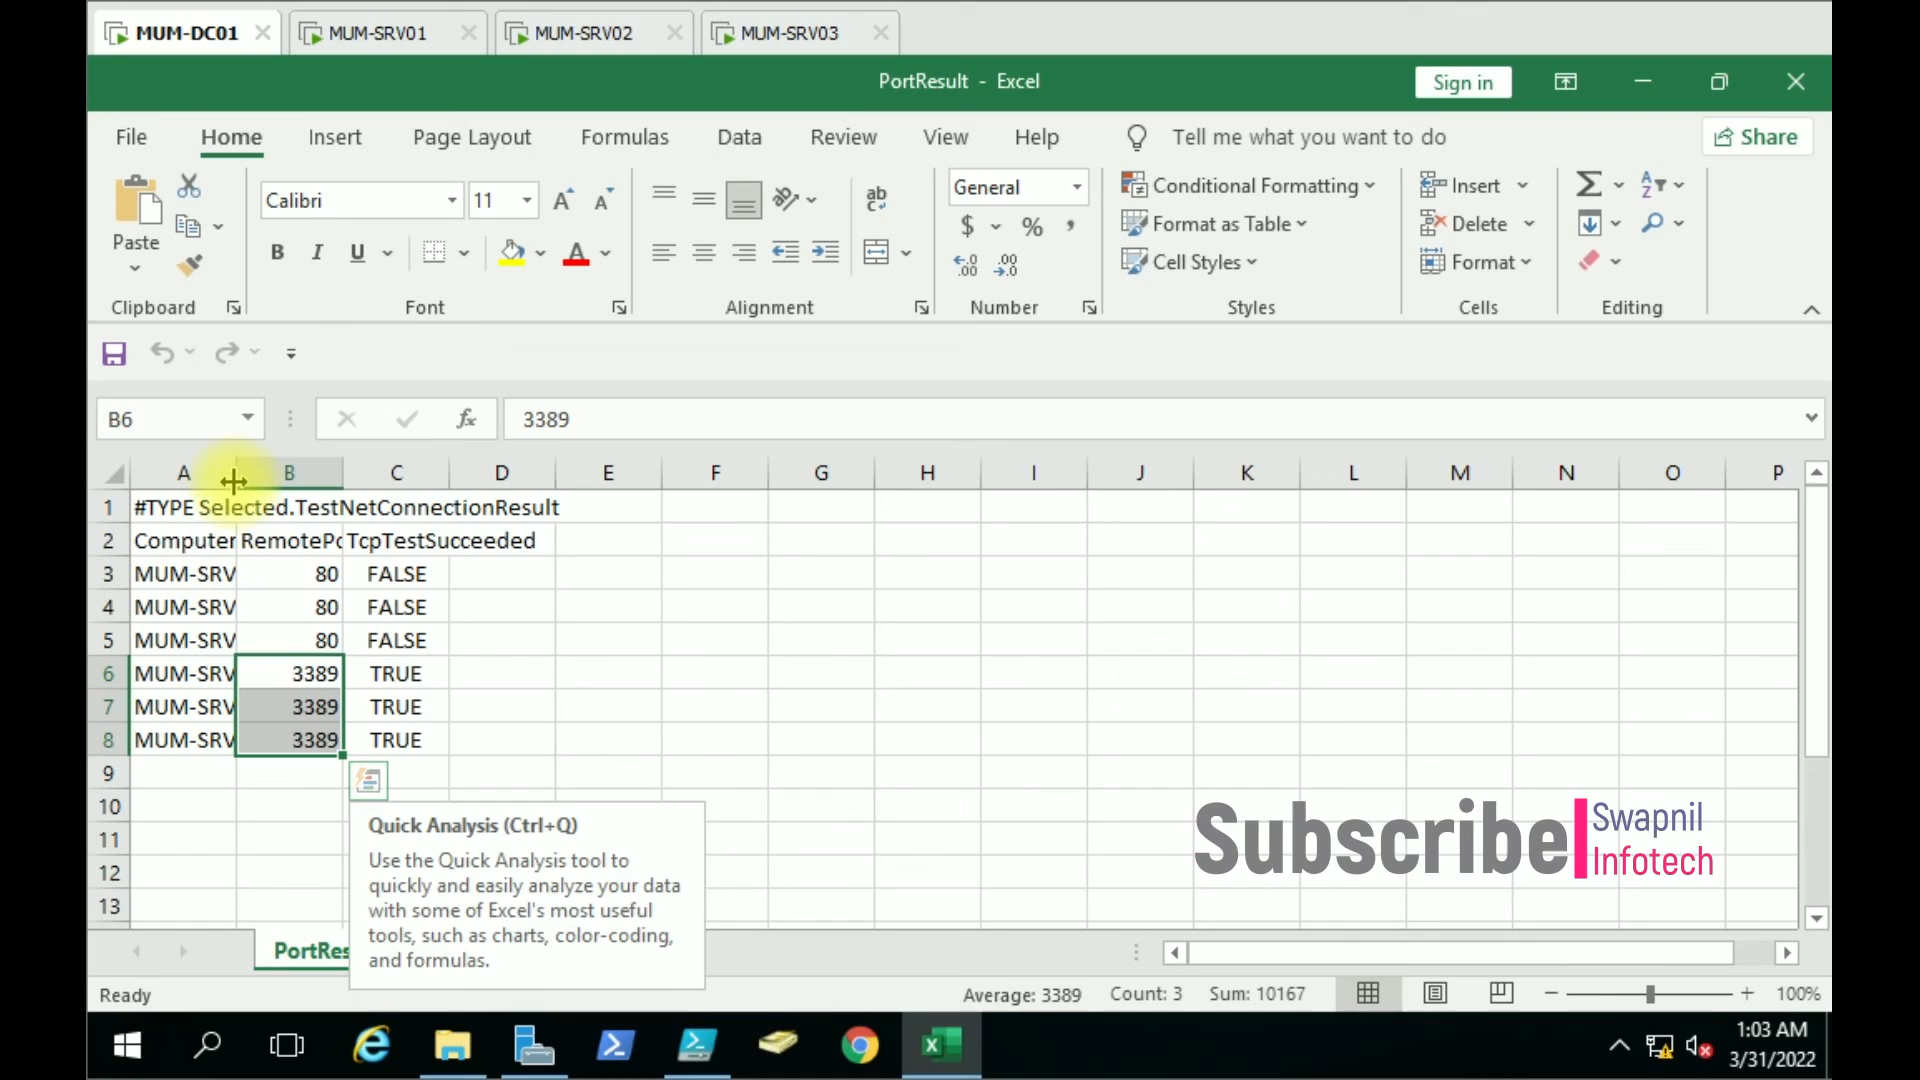 MUM-DC01 MUM-SRV01 MUM-SRV02 MUM-SRV03
PortResult - Excel Sign in
File Home Insert Page Layout Formulas Data Review View Help Tell me what you want to do Share
Paste
Calibri 11
B I U
ab
General
$ %
Conditional Formatting
Format as Table
Cell Styles
Insert
Delete
Format
Clipboard Font Alignment Number Styles Cells Editing
B6 fx 3389
A B C D E F G H I J K L M N O P
1 #TYPE Selected.TestNetConnectionResult
2 Computer RemotePo TcpTestSucceeded
3 MUM-SRV 80 FALSE
4 MUM-SRV 80 FALSE
5 MUM-SRV 80 FALSE
6 MUM-SRV 3389 TRUE
7 MUM-SRV 3389 TRUE
8 MUM-SRV 3389 TRUE
9
10
11
12
13
Quick Analysis (Ctrl+Q)
Use the Quick Analysis tool to
quickly and easily analyze your data
with some of Excel's most useful
tools, such as charts, color-coding,
and formulas.
Subscribe
Swapnil
Infotech
PortRes
Ready Average: 3389 Count: 3 Sum: 10167 100%
1:03 AM
3/31/2022